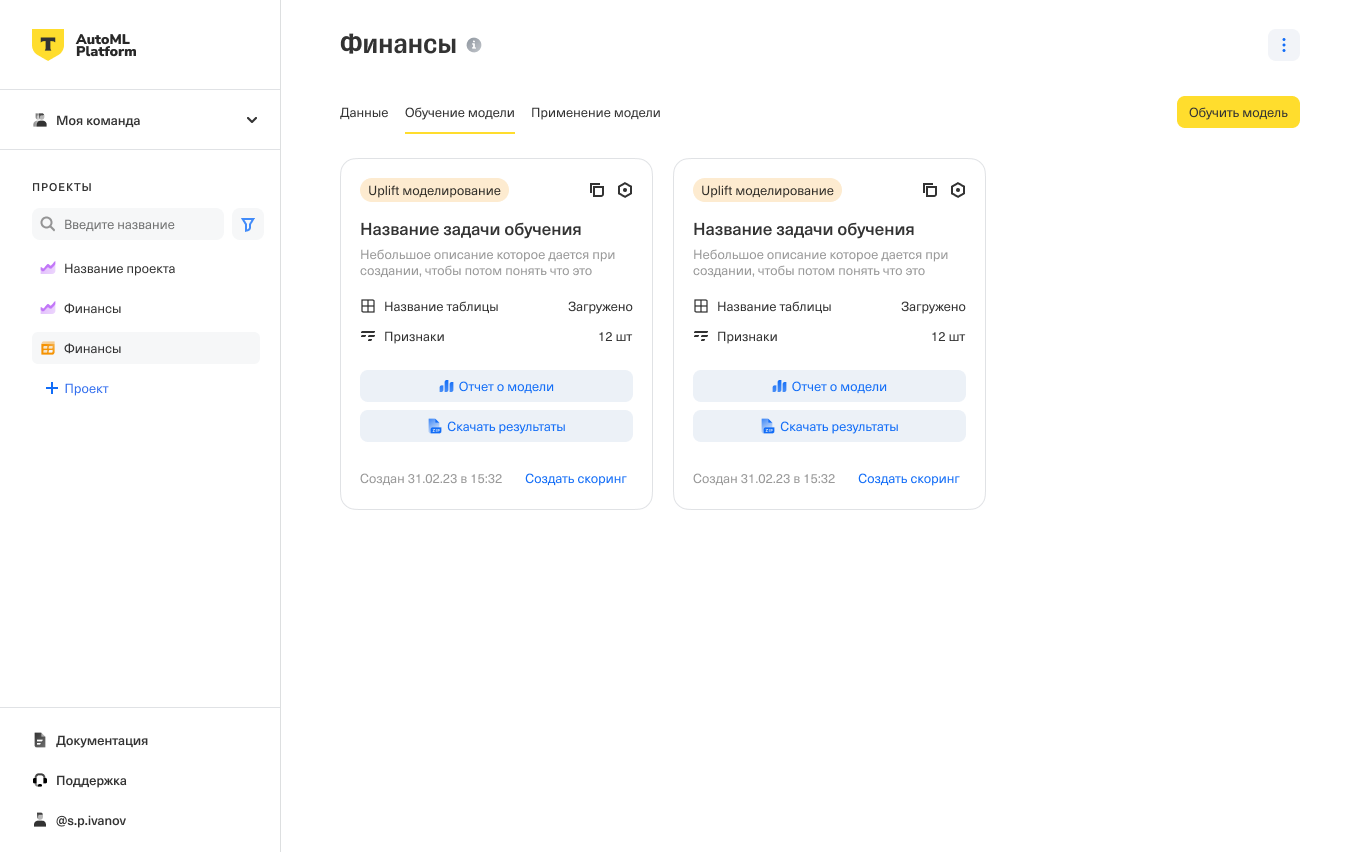 AutoML
Platform
Моя команда
ПРОЕКТЫ
Введите название
Название проекта
Финансы
Финансы
Проект
Документация
Поддержка
@s.p.ivanov
Финансы
Данные Обучение модели Применение модели
Обучить модель
Uplift моделирование
Название задачи обучения
Небольшое описание которое дается при
создании, чтобы потом понять что это
Название таблицы Загружено
Признаки 12 шт
Отчет о модели
Скачать результаты
Создан 31.02.23 в 15:32 Создать скоринг
Uplift моделирование
Название задачи обучения
Небольшое описание которое дается при
создании, чтобы потом понять что это
Название таблицы Загружено
Признаки 12 шт
Отчет о модели
Скачать результаты
Создан 31.02.23 в 15:32 Создать скоринг